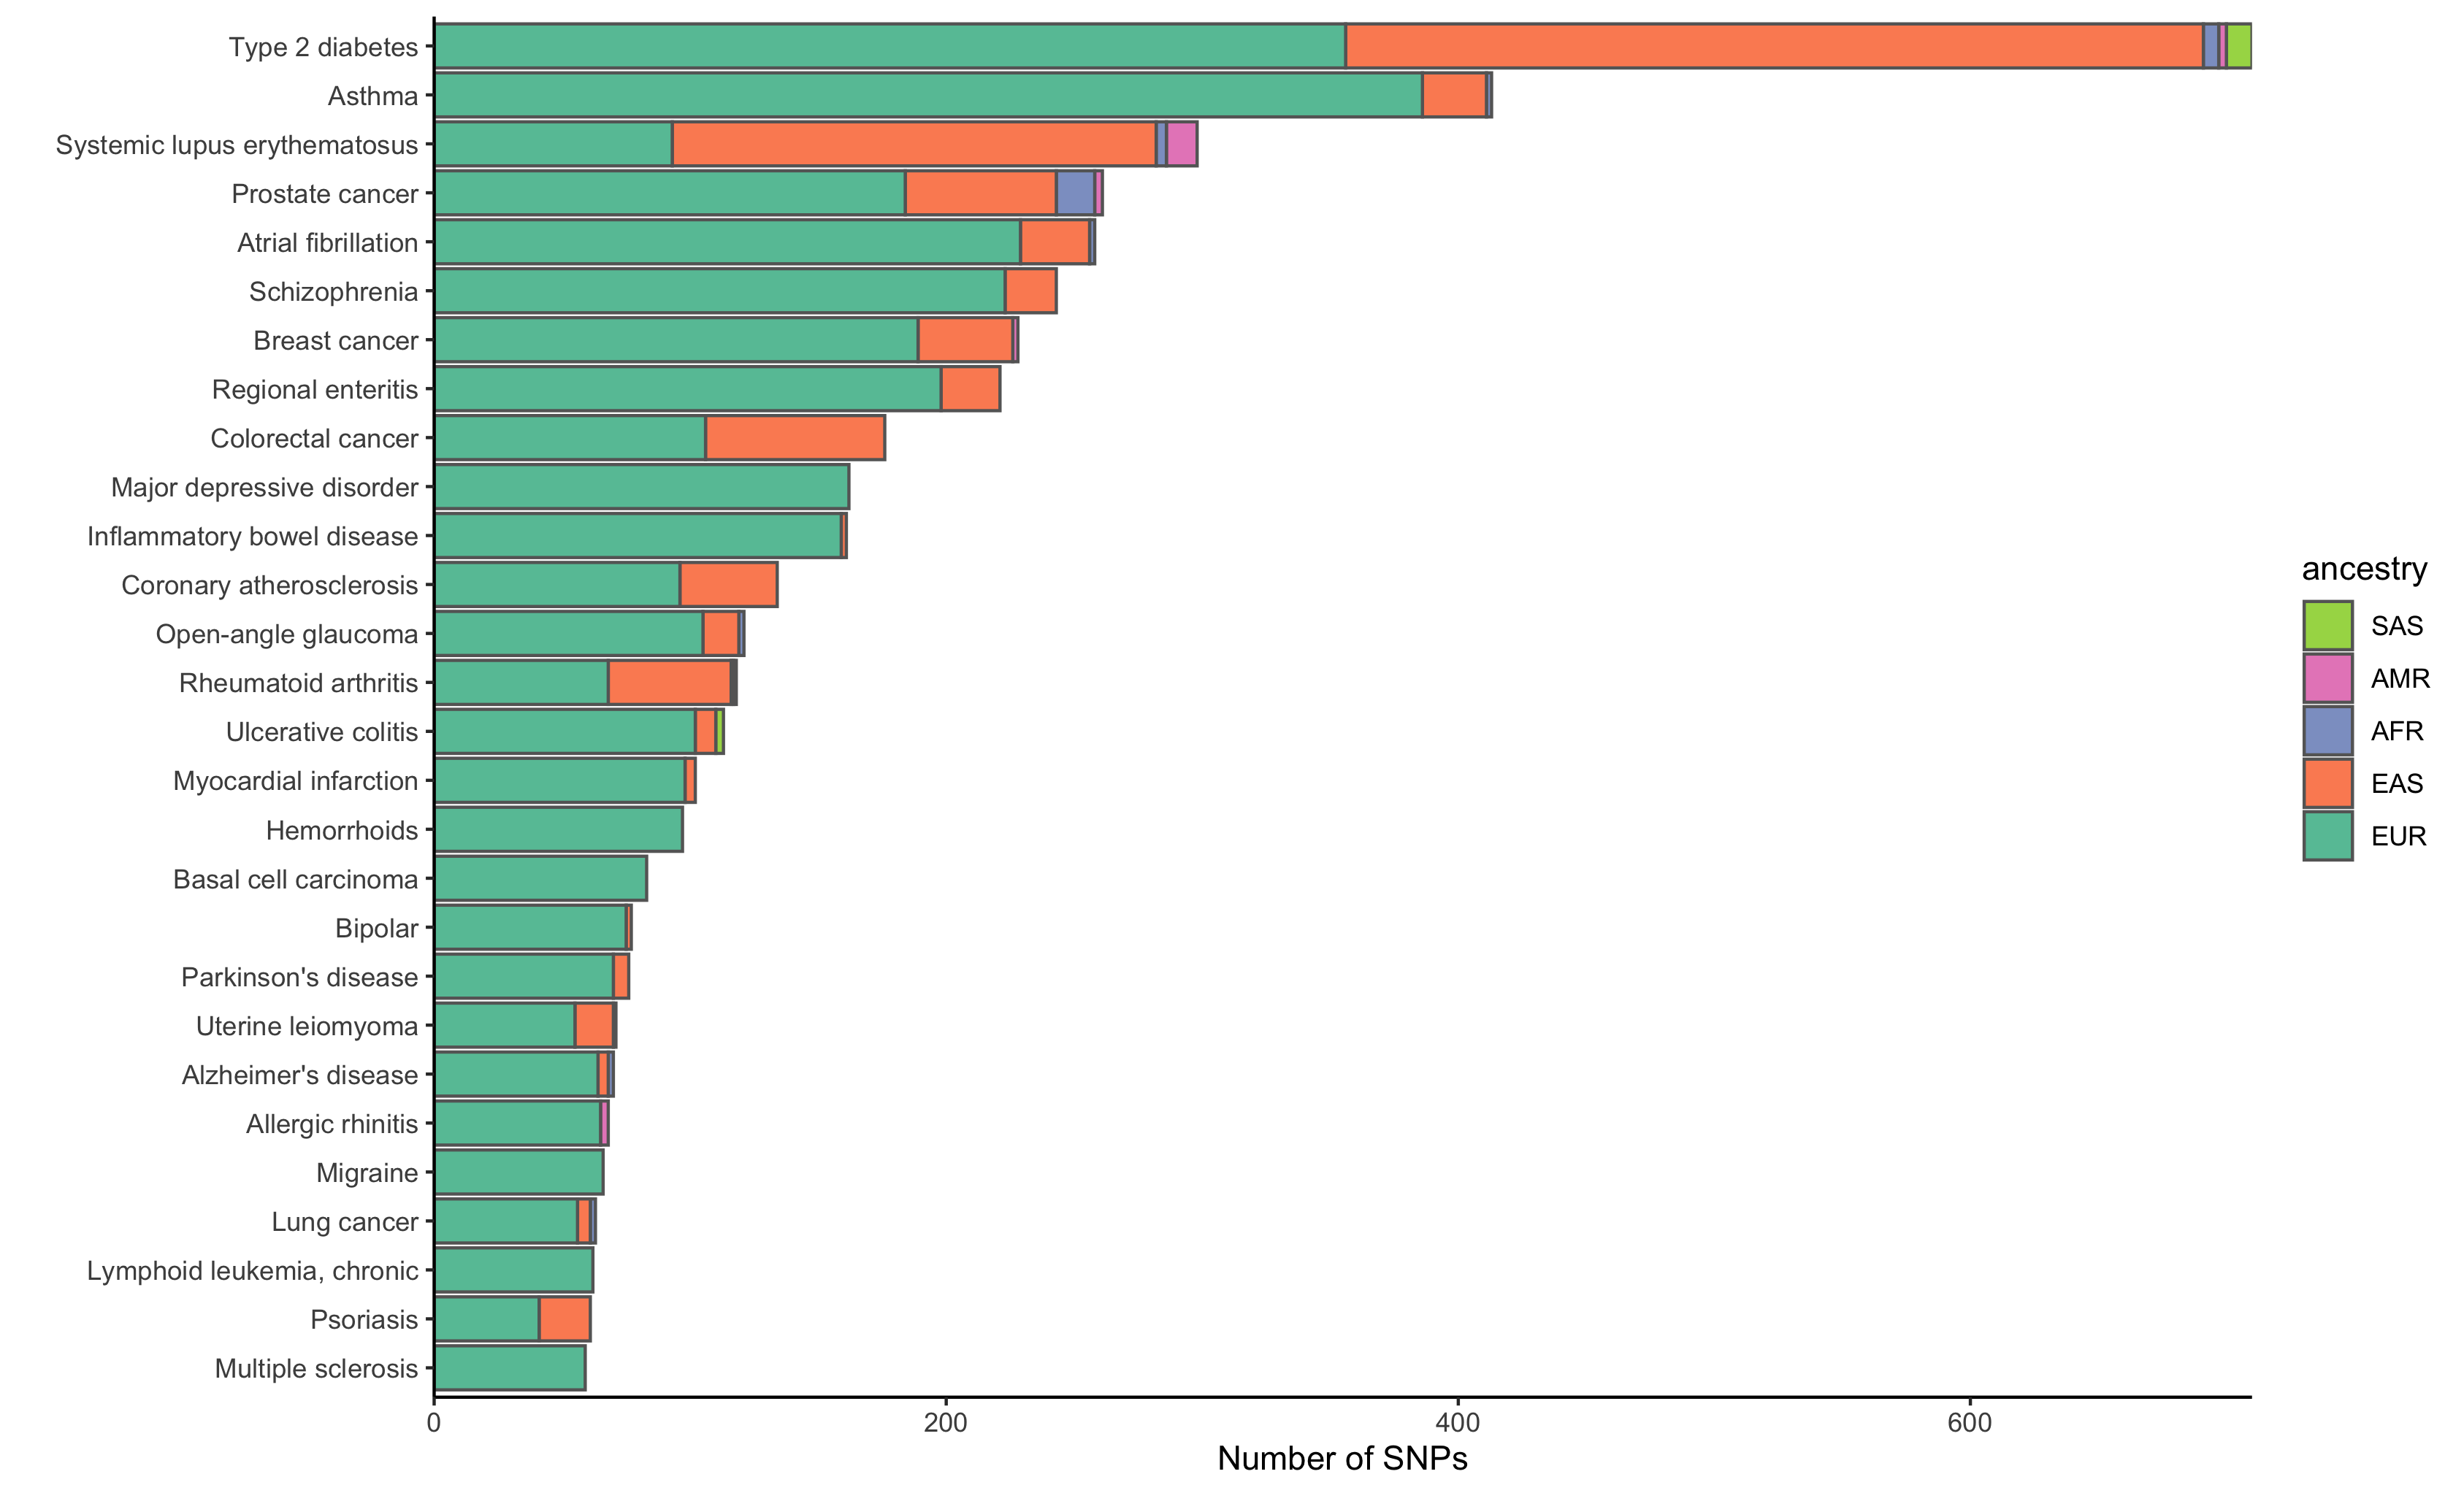 Type 2 diabetes
Asthma
Systemic lupus erythematosus
Prostate cancer
Atrial fibrillation
Schizophrenia
Breast cancer
Regional enteritis
Colorectal cancer
Major depressive disorder
Inflammatory bowel disease
Coronary atherosclerosis
Open-angle glaucoma
Rheumatoid arthritis
Ulcerative colitis
Myocardial infarction
Hemorrhoids
Basal cell carcinoma
Bipolar
Parkinson's disease
Uterine leiomyoma
Alzheimer's disease
Allergic rhinitis
Migraine
Lung cancer
Lymphoid leukemia, chronic
Psoriasis
Multiple sclerosis
0 200 400 600
Number of SNPs
ancestry
SAS
AMR
AFR
EAS
EUR